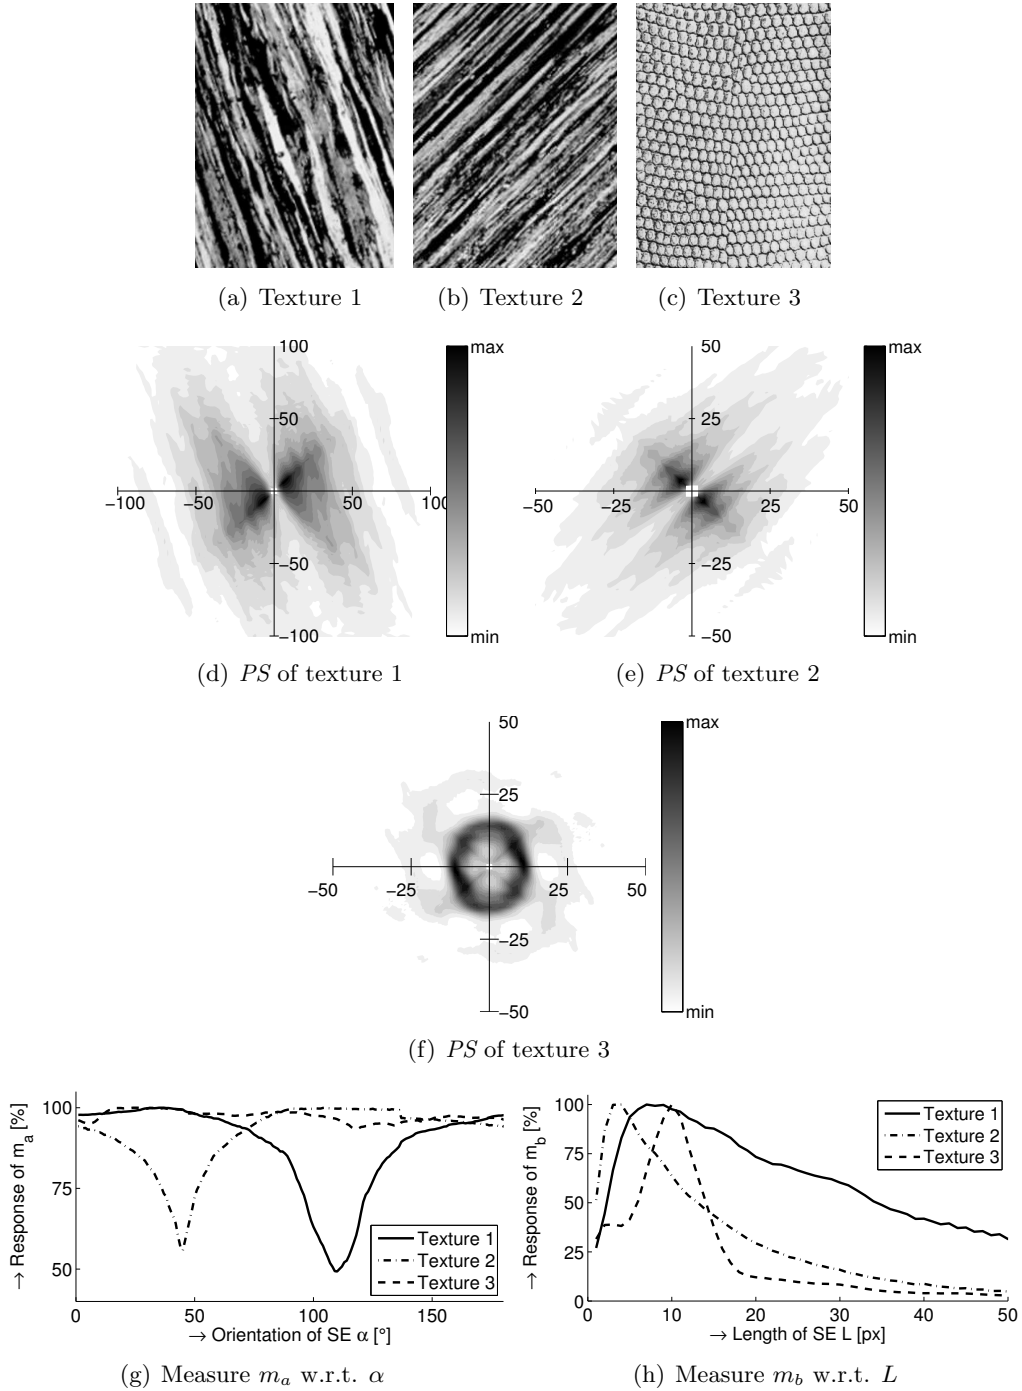 (a) Texture 1 (b) Texture 2 (c) Texture 3
100
50
−100 −50 50 100
−50
−100
max
min
50
25
−50 −25 25 50
−25
−50
max
min
(d) PS of texture 1 (e) PS of texture 2
50
25
−50 −25 25 50
−25
−50
max
min
(f) PS of texture 3
→ Response of m_a [%]
100
75
50
0 50 100 150
→ Orientation of SE α [°]
Texture 1
Texture 2
Texture 3
→ Response of m_b [%]
100
75
50
25
0
0 10 20 30 40 50
→ Length of SE L [px]
Texture 1
Texture 2
Texture 3
(g) Measure m_a w.r.t. α (h) Measure m_b w.r.t. L